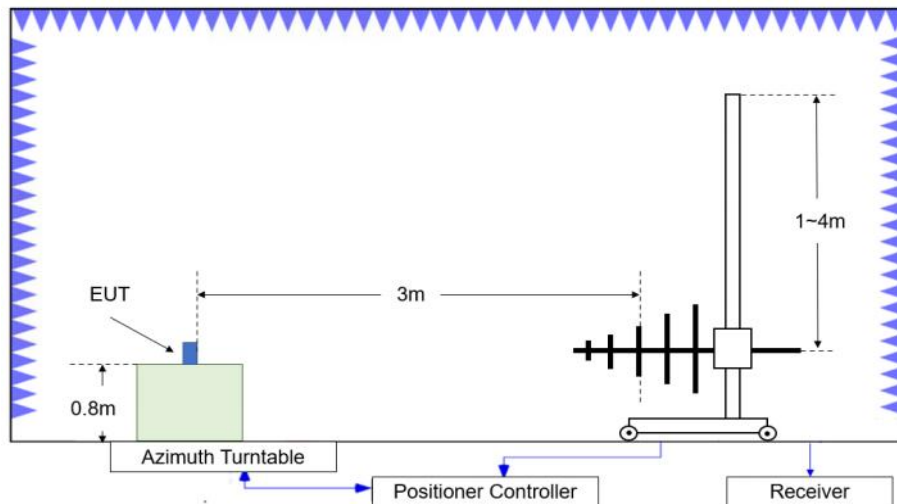 1~4m
3m
EUT
0.8m
Azimuth Turntable
Positioner Controller
Receiver